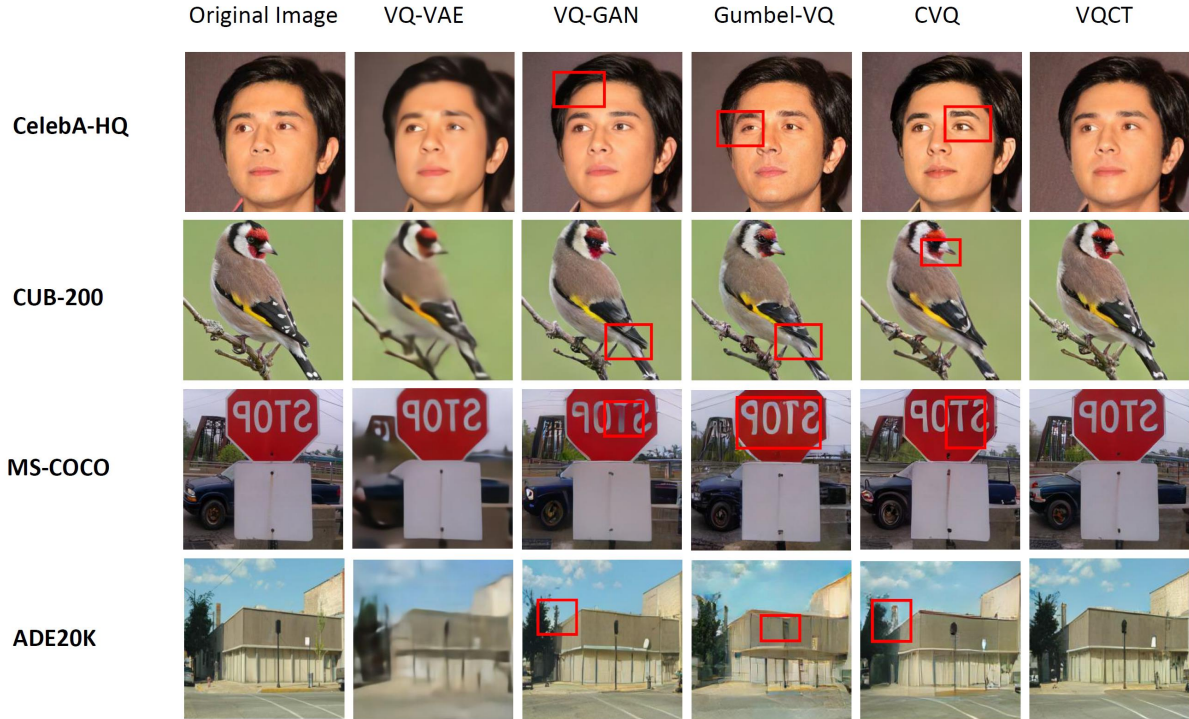 Original Image VQ-VAE VQ-GAN Gumbel-VQ CVQ VQCT
CelebA-HQ
CUB-200
MS-COCO
STOP STOP STOP STOP STOP STOP
ADE20K